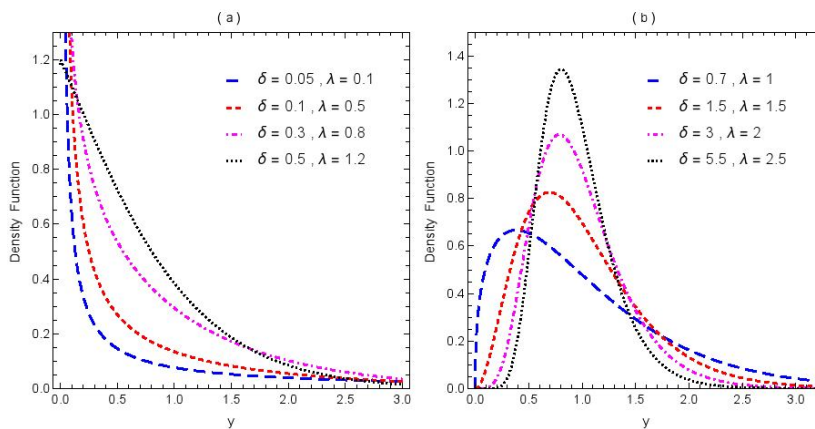 ( a )
1.2
1.0
0.8
0.6
0.4
0.2
0.0
Density Function
0.0 0.5 1.0 1.5 2.0 2.5 3.0
y
δ = 0.05 , λ = 0.1
δ = 0.1 , λ = 0.5
δ = 0.3 , λ = 0.8
δ = 0.5 , λ = 1.2
( b )
1.4
1.2
1.0
0.8
0.6
0.4
0.2
0.0
Density Function
0.0 0.5 1.0 1.5 2.0 2.5 3.0
y
δ = 0.7 , λ = 1
δ = 1.5 , λ = 1.5
δ = 3 , λ = 2
δ = 5.5 , λ = 2.5